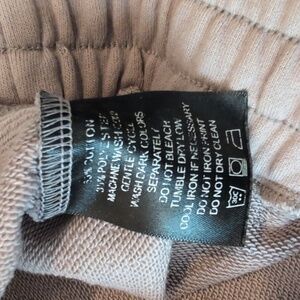 COTTON
POLYESTER
MACHINE WASH COLD
GENTLE CYCLE
WASH DARK COLORS
SEPARATELY
DO NOT BLEACH
TUMBLE DRY LOW
COOL IRON IF NECESSARY
DO NOT IRON PRINT
DO NOT DRY CLEAN